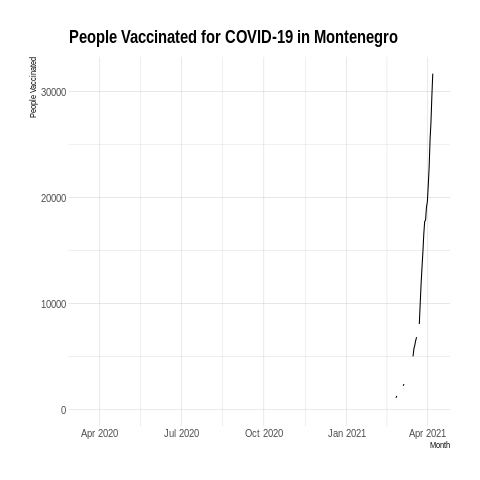 People Vaccinated for COVID-19 in Montenegro
People Vaccinated
30000
20000
10000
0
Apr 2020 Jul 2020 Oct 2020 Jan 2021 Apr 2021
Month